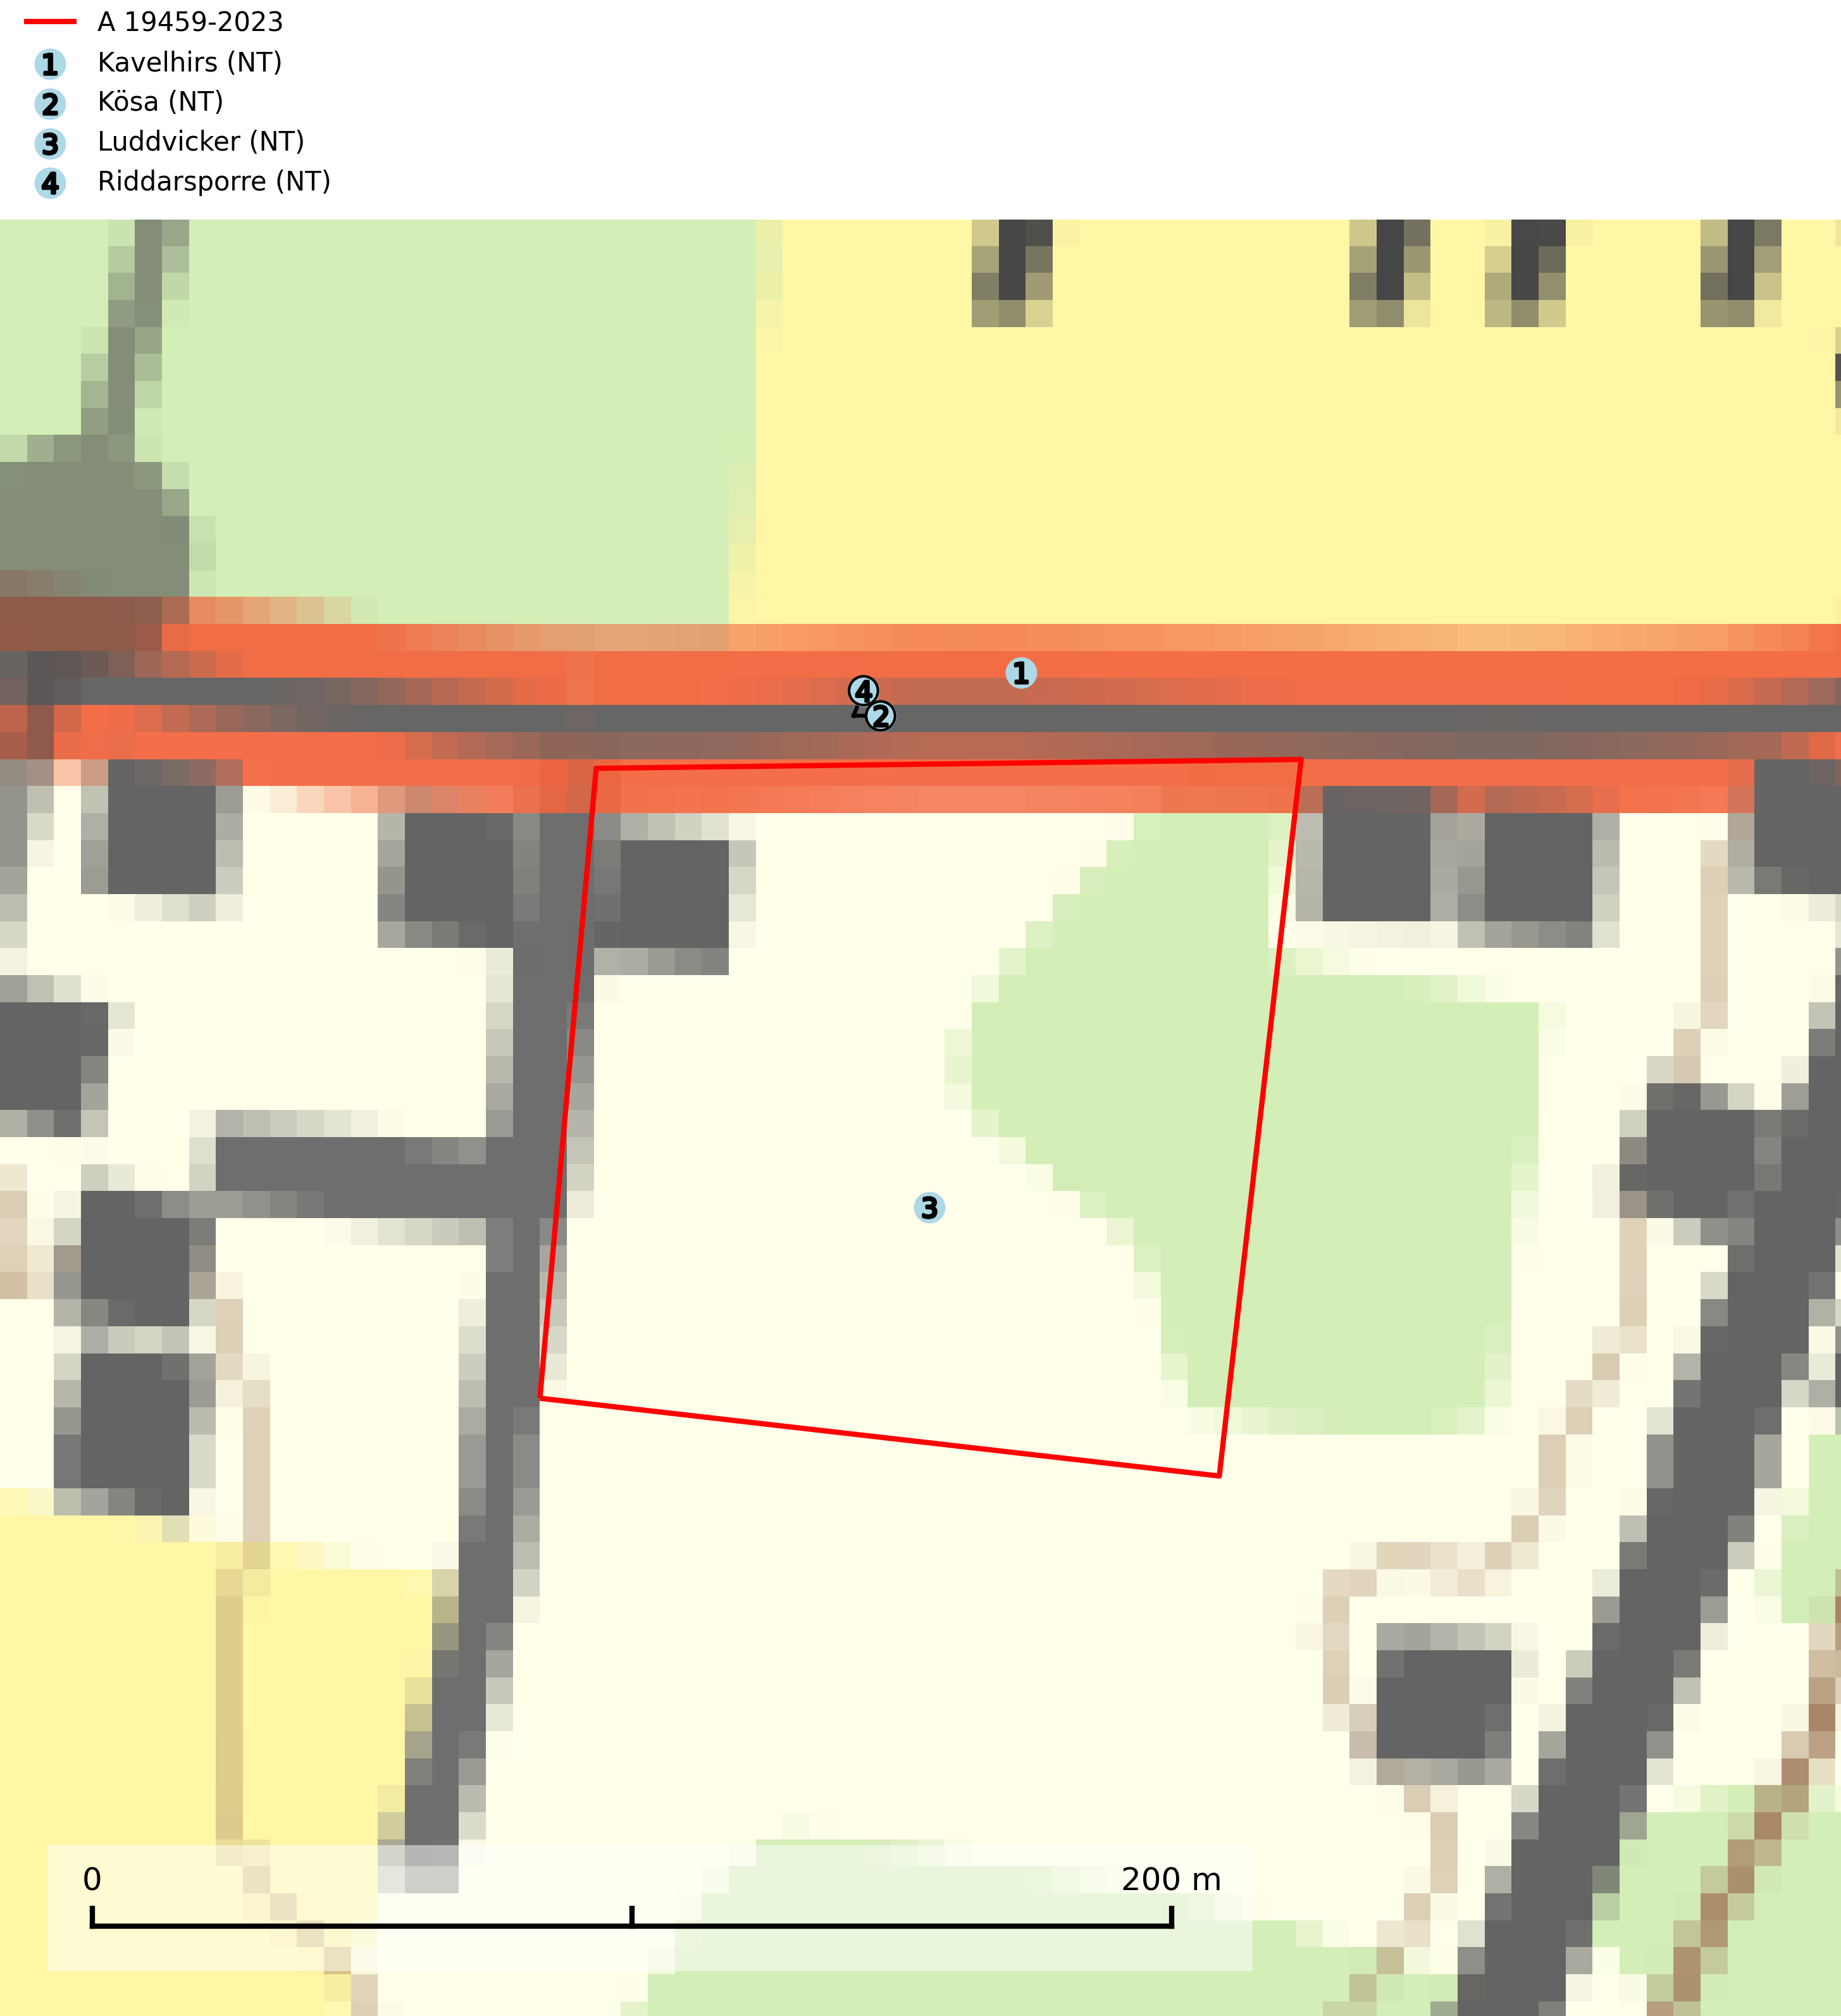 A 19459-2023
1 Kavelhirs (NT)
2 Kösa (NT)
3 Luddvicker (NT)
4 Riddarsporre (NT)
1
4
2
3
0 200 m